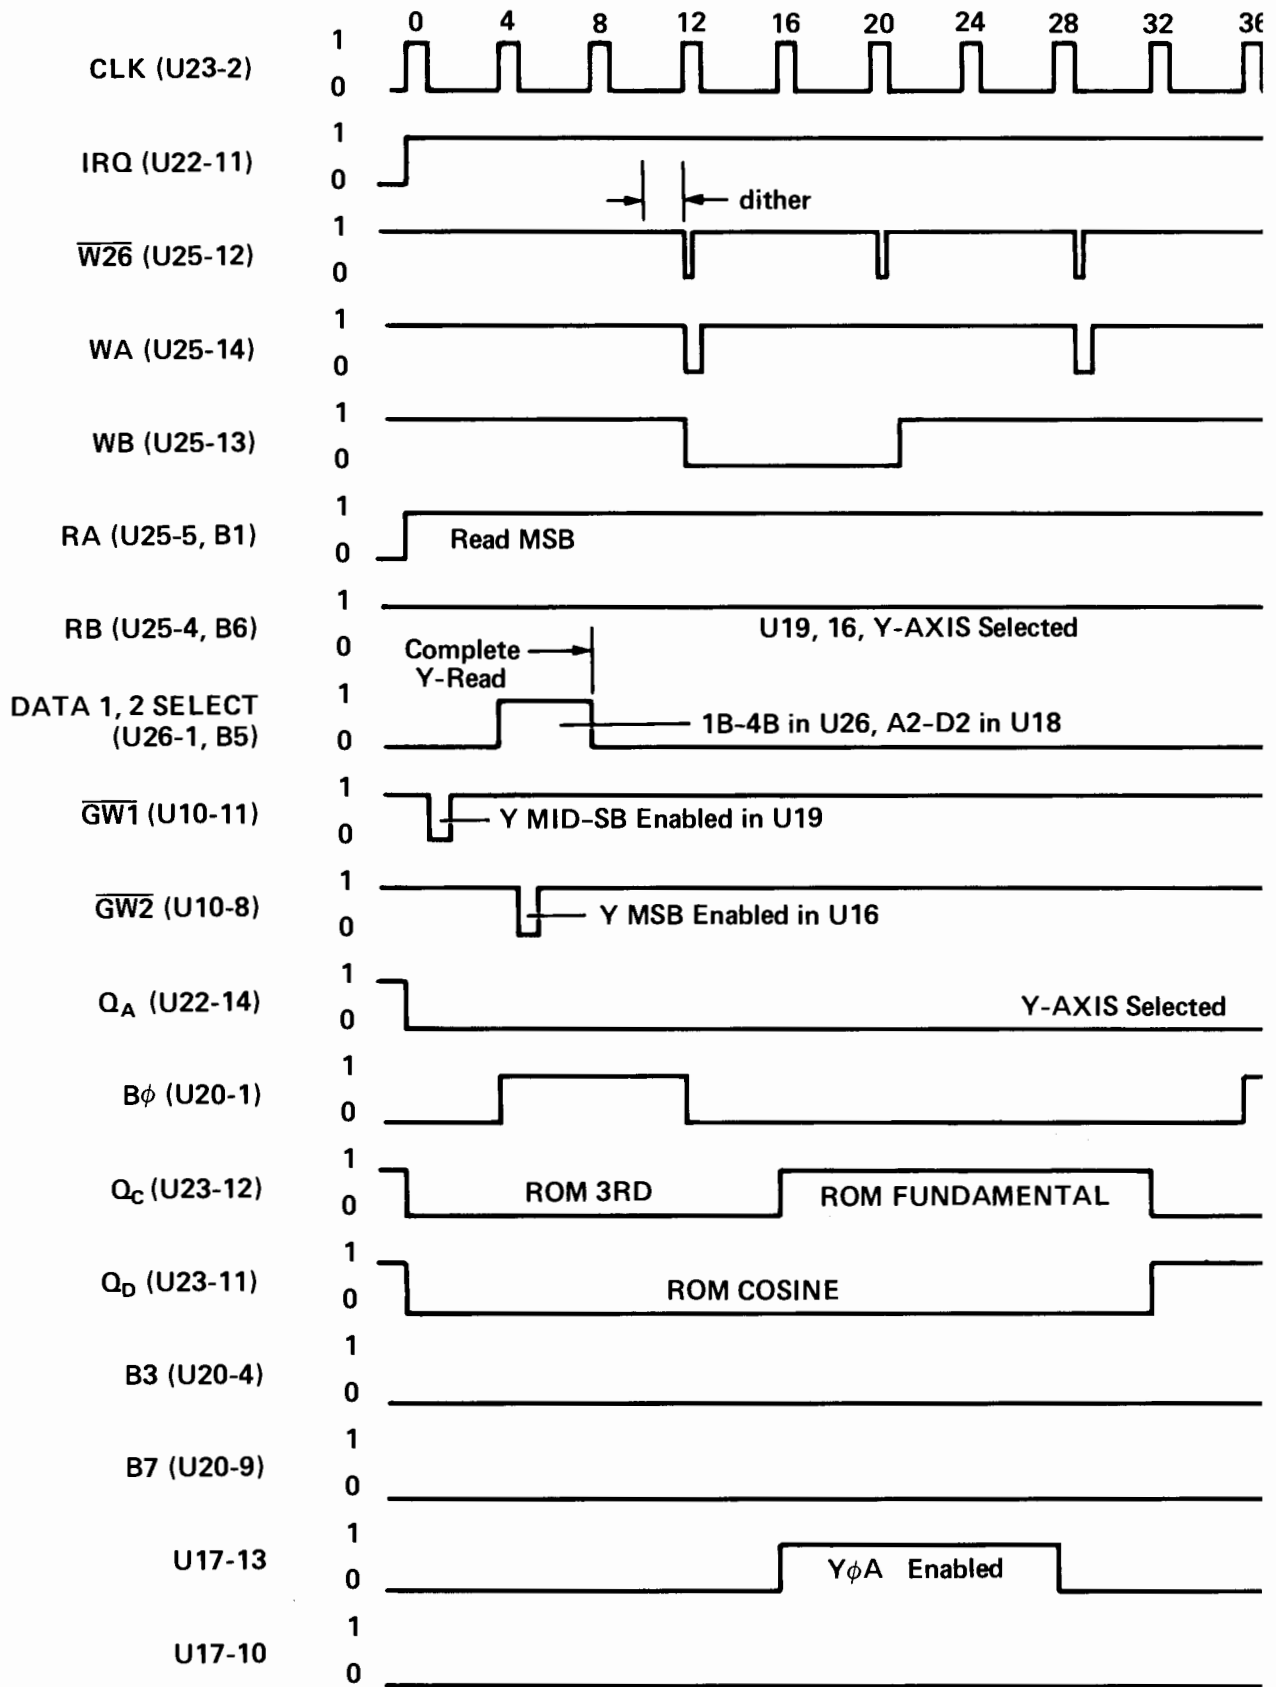 0 4 8 12 16 20 24 28 32 36
1
CLK (U23-2)
0
1
IRQ (U22-11)
0
dither
1
W26 (U25-12)
0
1
WA (U25-14)
0
1
WB (U25-13)
0
1
RA (U25-5, B1) Read MSB
0
1
RB (U25-4, B6) U19, 16, Y-AXIS Selected
0 Complete
Y-Read
DATA 1, 2 SELECT 1
(U26-1, B5) 0 1B-4B in U26, A2-D2 in U18
1
GW1 (U10-11) Y MID-SB Enabled in U19
0
1
GW2 (U10-8) Y MSB Enabled in U16
0
1
QA (U22-14) Y-AXIS Selected
0
1
Bϕ (U20-1)
0
1
QC (U23-12) ROM 3RD ROM FUNDAMENTAL
0
1
QD (U23-11) ROM COSINE
0
1
B3 (U20-4)
0
1
B7 (U20-9)
0
1
U17-13 YϕA Enabled
0
1
U17-10
0